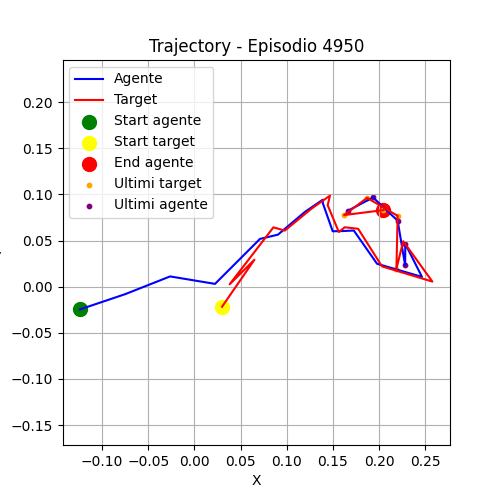 Trajectory - Episodio 4950
Agente
Target
Start agente
Start target
End agente
Ultimi target
Ultimi agente
0.20
0.15
0.10
0.05
0.00
−0.05
−0.10
−0.15
−0.10 −0.05 0.00 0.05 0.10 0.15 0.20 0.25
X